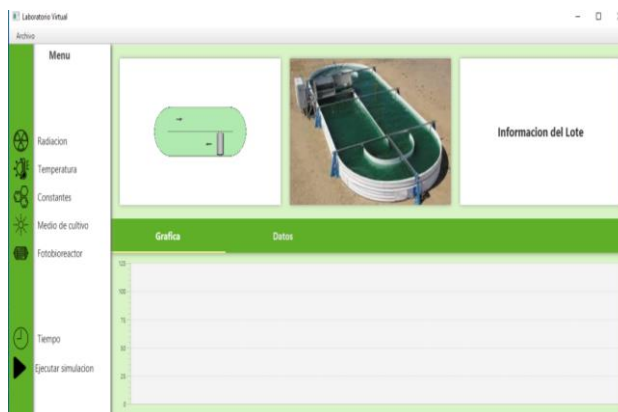 Laboratorio Virtual
Archivo
Menu
Radiacion
Temperatura
Constantes
Medio de cultivo
Fotobioreactor
Tiempo
Ejecutar simulacion
Informacion del Lote
Grafica Datos
120
100
75
50
25
0